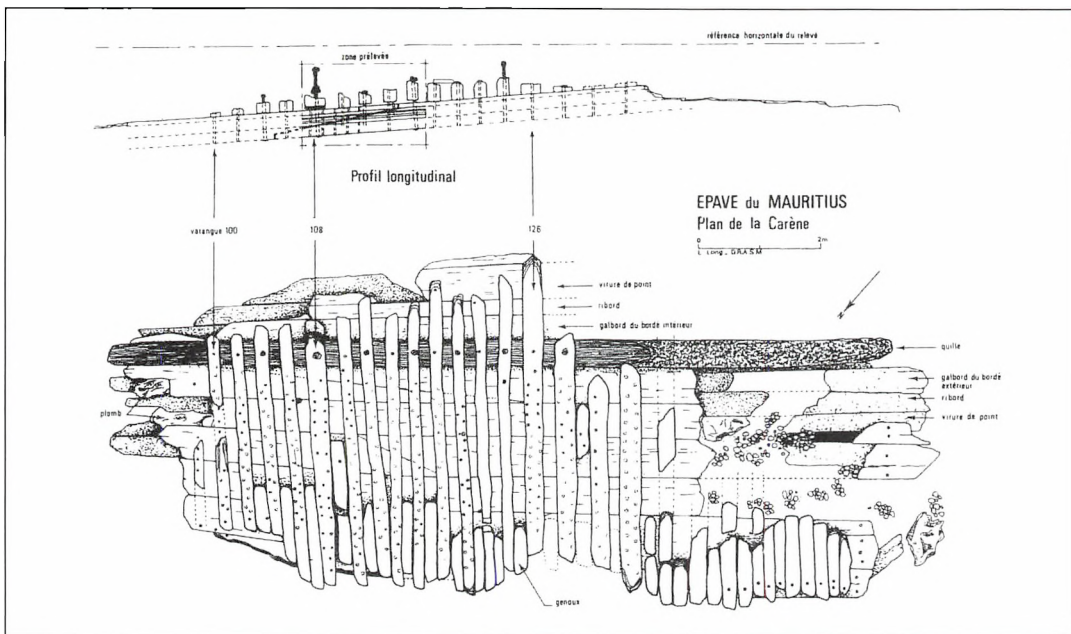 référence horizontale du relevé
zone prélevée
Profil longitudinal
EPAVE du MAURITIUS
Plan de la Carène
0 2m
L. Long, GRASM
varangue 100
108
126
virure de point
ribord
galbord du bordé intérieur
quille
galbord du bordé
extérieur
ribord
virure de point
plomb
genoux